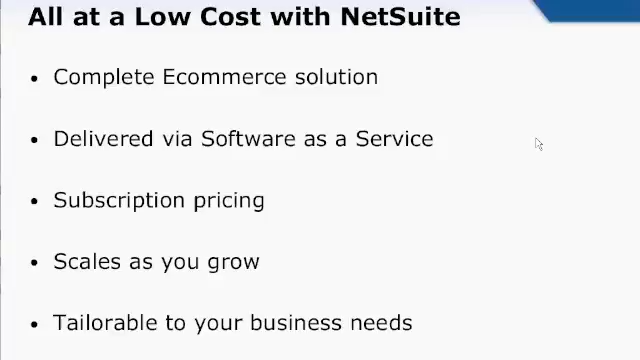 All at a Low Cost with NetSuite
• Complete Ecommerce solution
• Delivered via Software as a Service
• Subscription pricing
• Scales as you grow
• Tailorable to your business needs